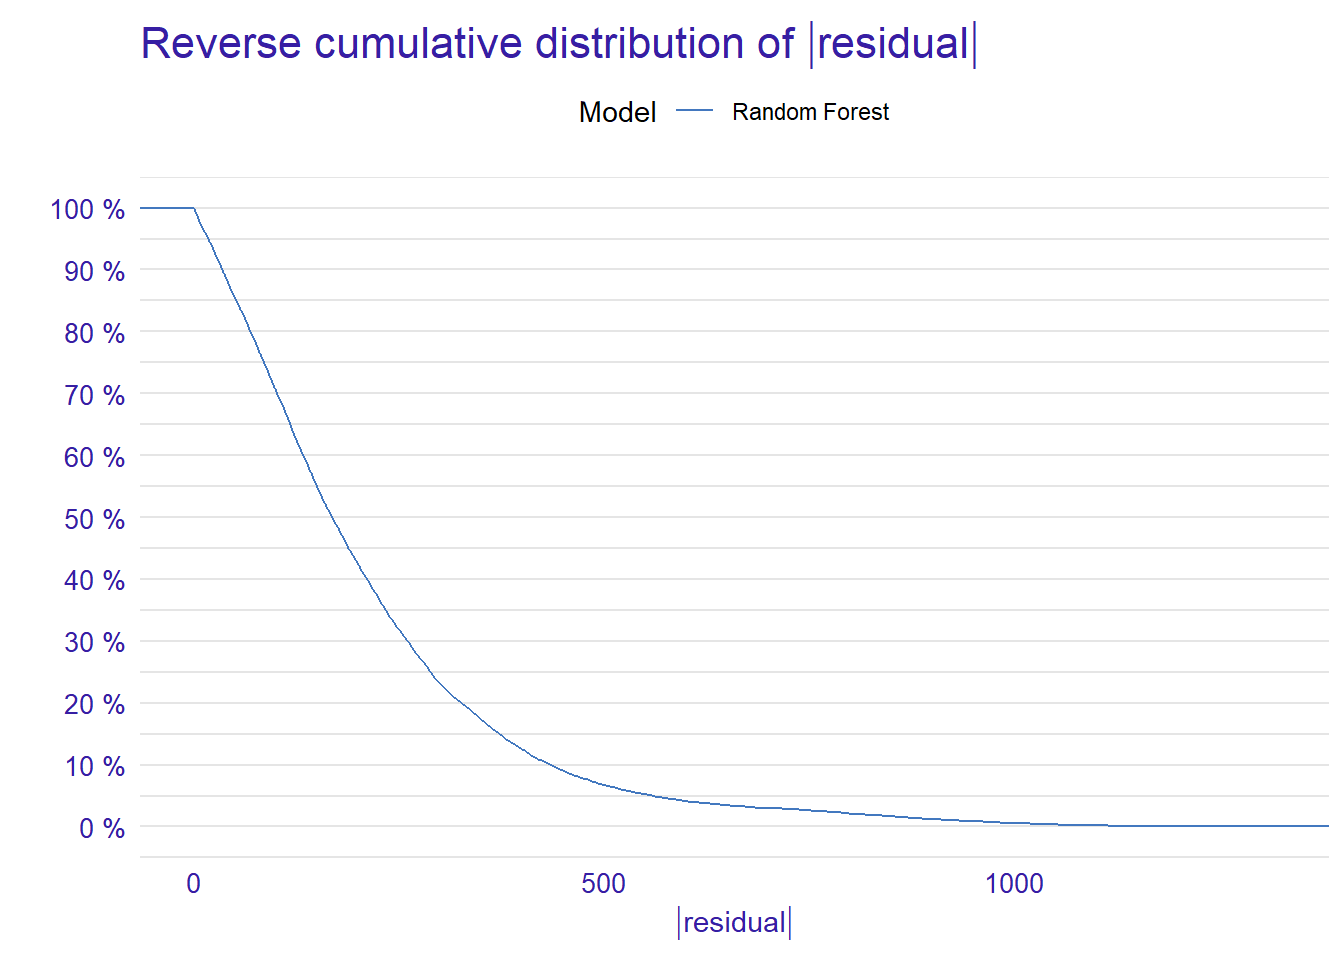 Reverse cumulative distribution of |residual|
Model Random Forest
100 %
90 %
80 %
70 %
60 %
50 %
40 %
30 %
20 %
10 %
0 %
0 500 1000
|residual|